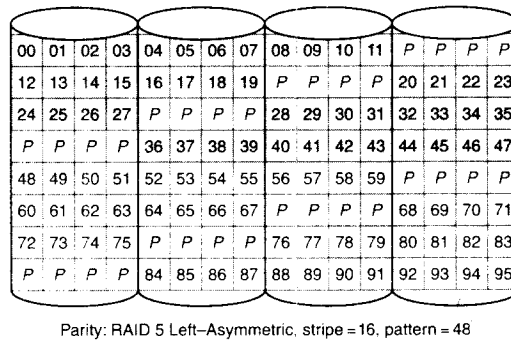 00 01 02 03 04 05 06 07 08 09 10 11 P P P P
12 13 14 15 16 17 18 19 P P P P 20 21 22 23
24 25 26 27 P P P P 28 29 30 31 32 33 34 35
P P P P 36 37 38 39 40 41 42 43 44 45 46 47
48 49 50 51 52 53 54 55 56 57 58 59 P P P P
60 61 62 63 64 65 66 67 P P P P 68 69 70 71
72 73 74 75 P P P P 76 77 78 79 80 81 82 83
P P P P 84 85 86 87 88 89 90 91 92 93 94 95
Parity: RAID 5 Left–Asymmetric, stripe = 16, pattern = 48